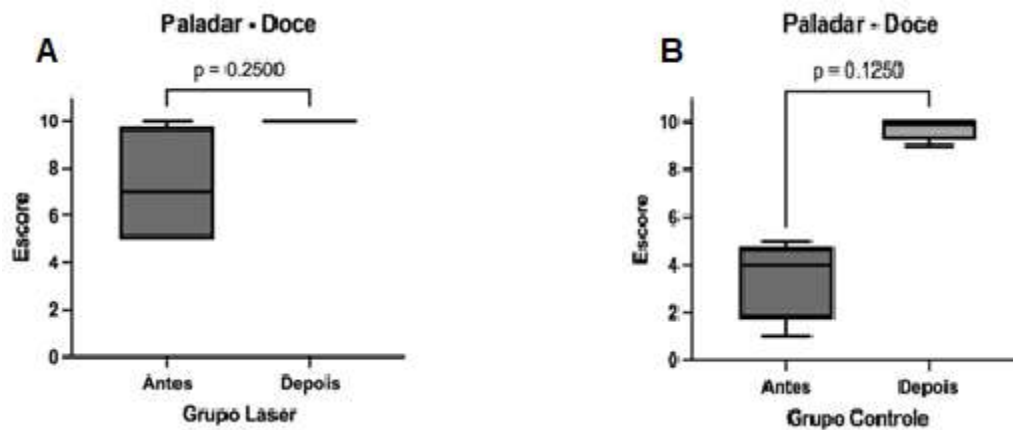 A
Paladar - Doce
p = 0.2500
Escore
10
8
6
4
2
0
Antes
Depois
Grupo Laser
B
Paladar - Doce
p = 0.1250
Escore
10
8
6
4
2
0
Antes
Depois
Grupo Controle